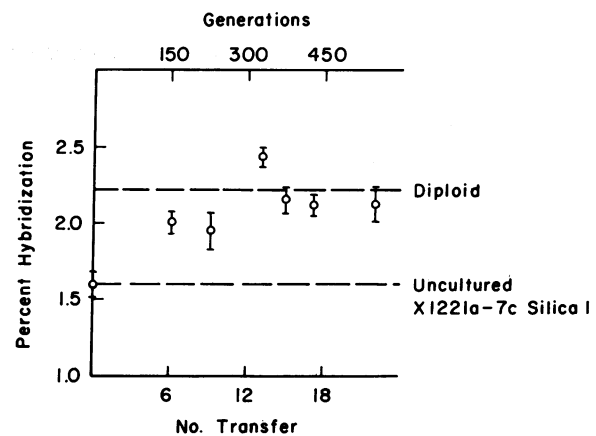 Generations
150 300 450
Percent Hybridization
2.5
2.0
1.5
1.0
Diploid
Uncultured
X1221a-7c Silica 1
6 12 18
No. Transfer